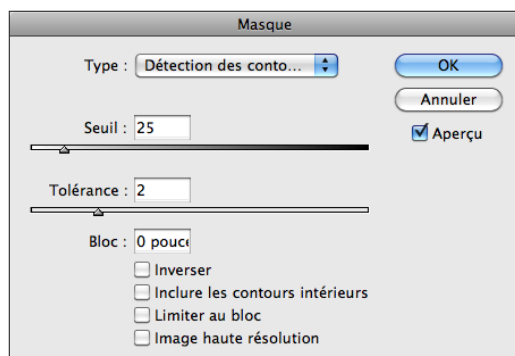 Masque
Type : Détection des conto...
OK
Annuler
Aperçu
Seuil : 25
Tolérance : 2
Bloc : 0 pouce
Inverser
Inclure les contours intérieurs
Limiter au bloc
Image haute résolution